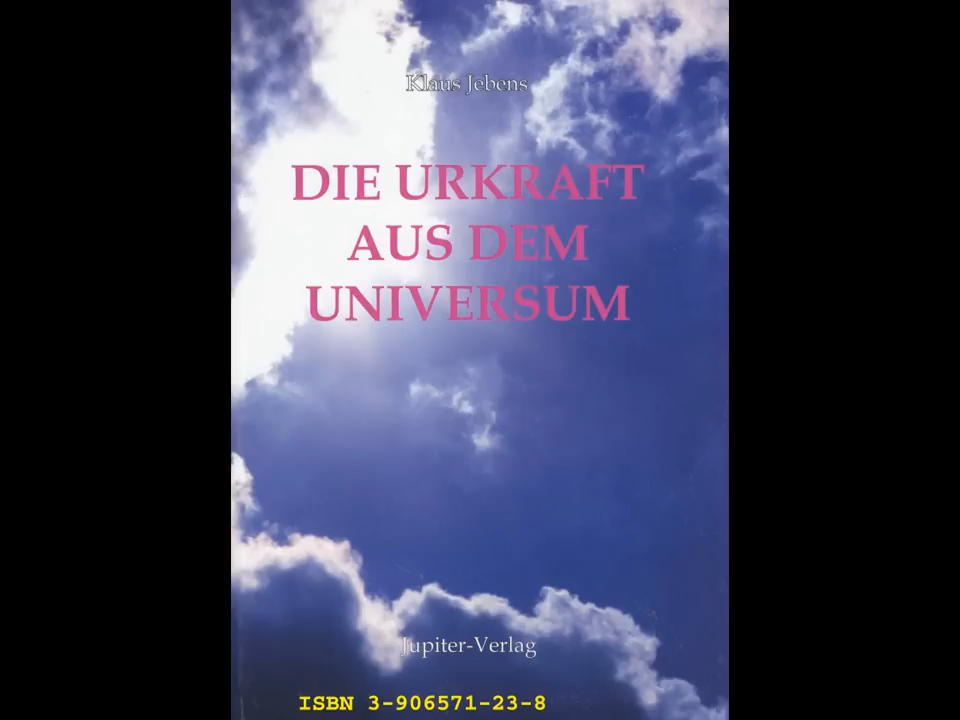 Klaus Jebens
DIE URKRAFT
AUS DEM
UNIVERSUM
Jupiter-Verlag
ISBN 3-906571-23-8